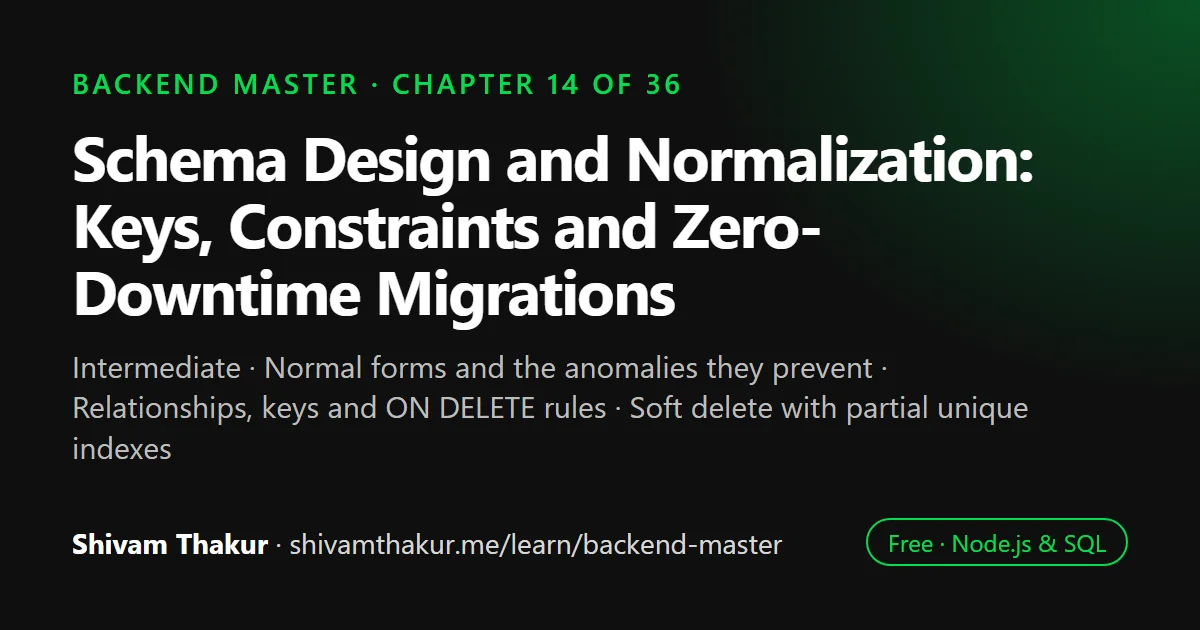 BACKEND MASTER · CHAPTER 14 OF 36
Schema Design and Normalization:
Keys, Constraints and Zero-
Downtime Migrations
Intermediate · Normal forms and the anomalies they prevent ·
Relationships, keys and ON DELETE rules · Soft delete with partial unique
indexes
Shivam Thakur · shivamthakur.me/learn/backend-master
Free · Node.js & SQL